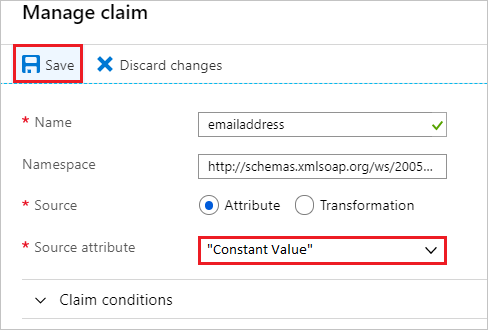 Manage claim
Save Discard changes
* Name emailaddress
Namespace http://schemas.xmlsoap.org/ws/2005...
* Source Attribute Transformation
* Source attribute "Constant Value"
Claim conditions